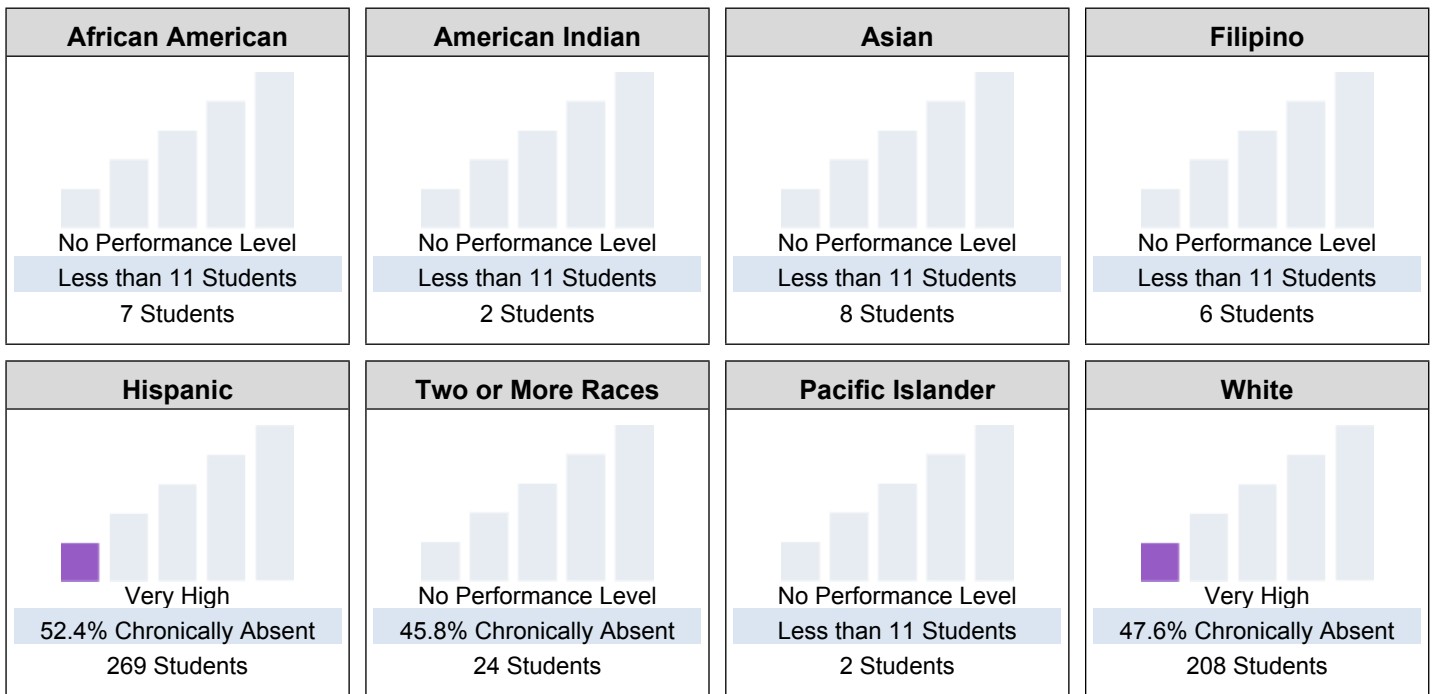 African American
No Performance Level
Less than 11 Students
7 Students
American Indian
No Performance Level
Less than 11 Students
2 Students
Asian
No Performance Level
Less than 11 Students
8 Students
Filipino
No Performance Level
Less than 11 Students
6 Students
Hispanic
Very High
52.4% Chronically Absent
269 Students
Two or More Races
No Performance Level
45.8% Chronically Absent
24 Students
Pacific Islander
No Performance Level
Less than 11 Students
2 Students
White
Very High
47.6% Chronically Absent
208 Students